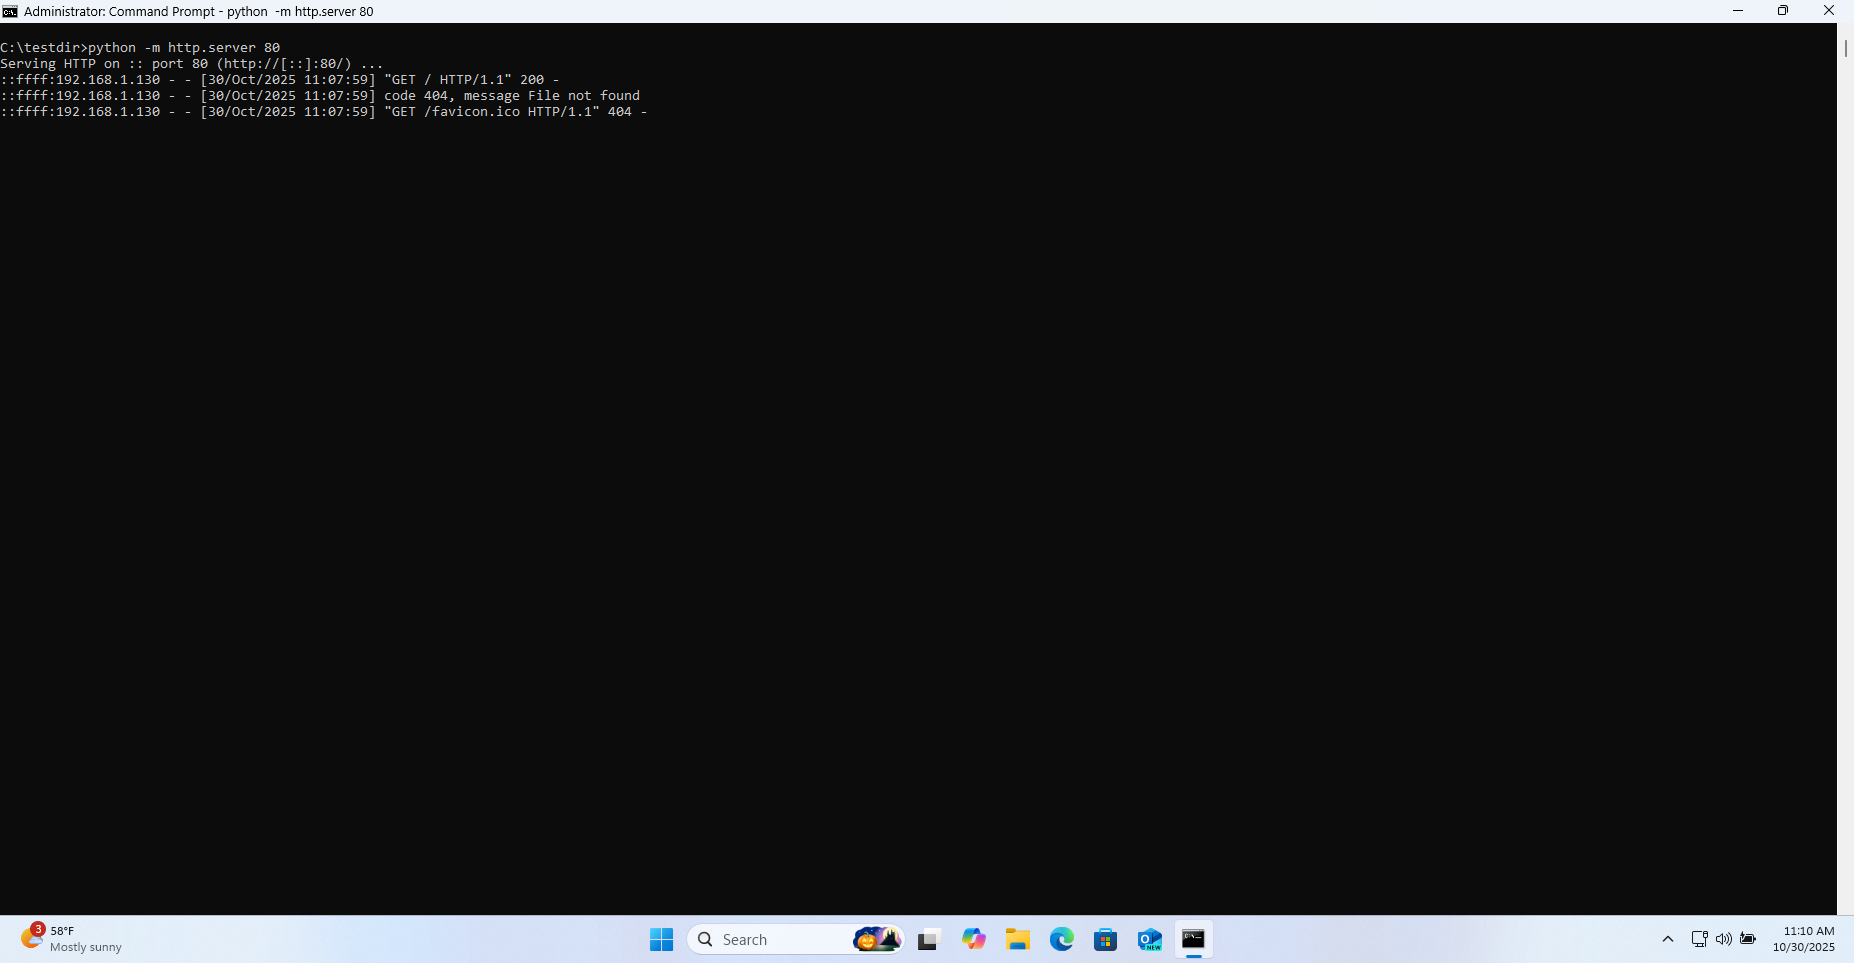 Administrator: Command Prompt - python  -m http.server 80
C:\testdir>python -m http.server 80
Serving HTTP on :: port 80 (http://[::]:80/) ...
::ffff:192.168.1.130 - - [30/Oct/2025 11:07:59] "GET / HTTP/1.1" 200 -
::ffff:192.168.1.130 - - [30/Oct/2025 11:07:59] code 404, message File not found
::ffff:192.168.1.130 - - [30/Oct/2025 11:07:59] "GET /favicon.ico HTTP/1.1" 404 -
3
58°F
Mostly sunny
Search
NEW
11:10 AM
10/30/2025